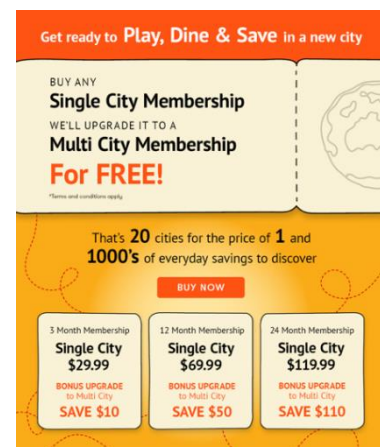 Get ready to Play, Dine & Save in a new city
BUY ANY
Single City Membership
WE'LL UPGRADE IT TO A
Multi City Membership
For FREE!
*Terms and conditions apply.
That's 20 cities for the price of 1 and
1000's of everyday savings to discover
BUY NOW
3 Month Membership
Single City
$29.99
BONUS UPGRADE
to Multi City
SAVE $10
12 Month Membership
Single City
$69.99
BONUS UPGRADE
to Multi City
SAVE $50
24 Month Membership
Single City
$119.99
BONUS UPGRADE
to Multi City
SAVE $110